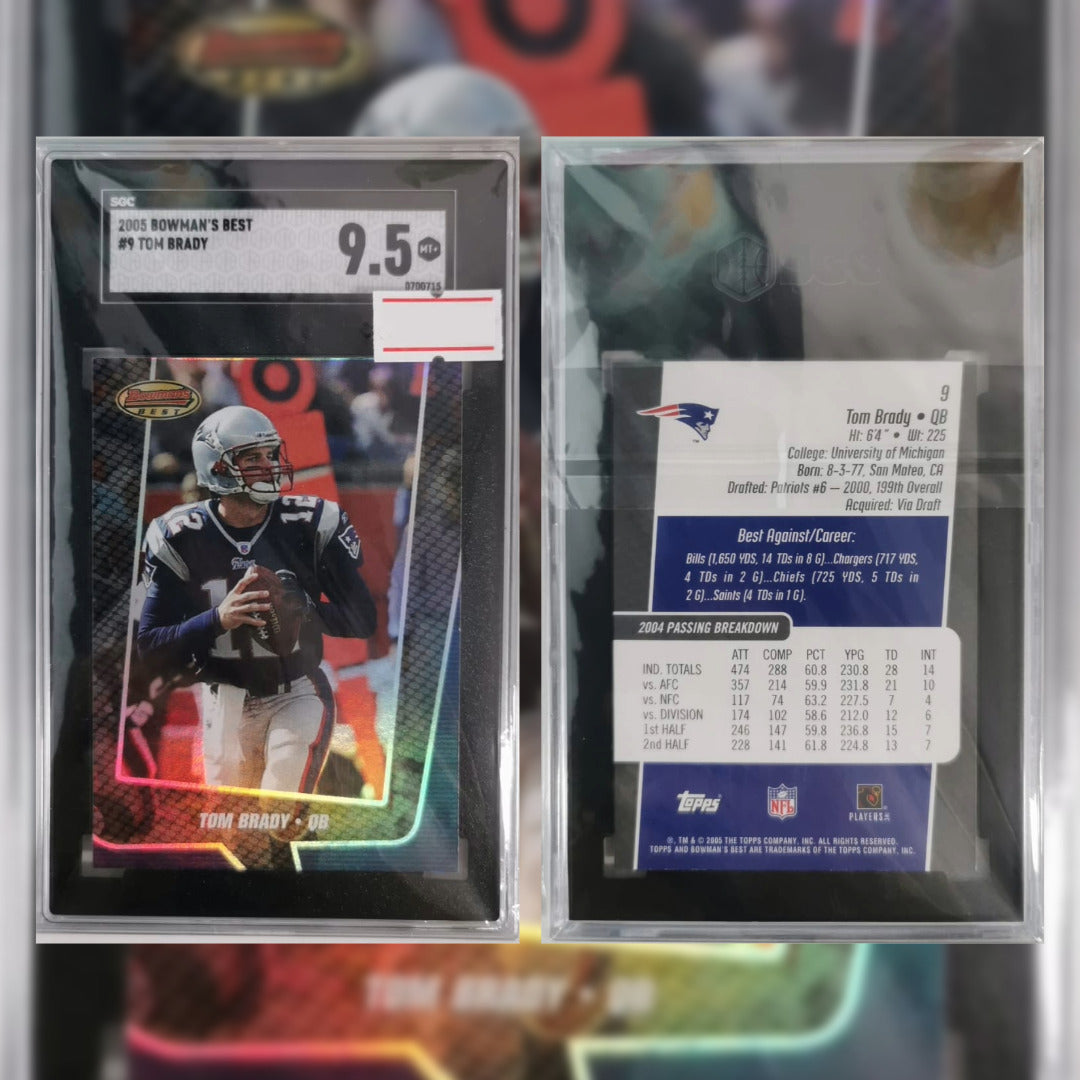 SGC
2005 BOWMAN'S BEST
#9 TOM BRADY
9.5
MT+
0700715
Bowman's
BEST
12
12
12
TOM BRADY • QB
9
Tom Brady • QB
Ht: 6'4" • Wt: 225
College: University of Michigan
Born: 8-3-77, San Mateo, CA
Drafted: Patriots #6 – 2000, 199th Overall
Acquired: Via Draft
Best Against/Career:
Bills (1,650 YDS, 14 TDs in 8 G)...Chargers (717 YDS,
4 TDs in 2 G)...Chiefs (725 YDS, 5 TDs in
2 G)...Saints (4 TDs in 1 G).
2004 PASSING BREAKDOWN
ATT COMP PCT YPG TD INT
IND. TOTALS 474 288 60.8 230.8 28 14
vs. AFC 357 214 59.9 231.8 21 10
vs. NFC 117 74 63.2 227.5 7 4
vs. DIVISION 174 102 58.6 212.0 12 6
1st HALF 246 147 59.8 236.8 15 7
2nd HALF 228 141 61.8 224.8 13 7
Topps NFL PLAYERS INC
®, TM & © 2005 THE TOPPS COMPANY, INC. ALL RIGHTS RESERVED.
TOPPS AND BOWMAN'S BEST ARE TRADEMARKS OF THE TOPPS COMPANY, INC.
TOM BRADY • QB